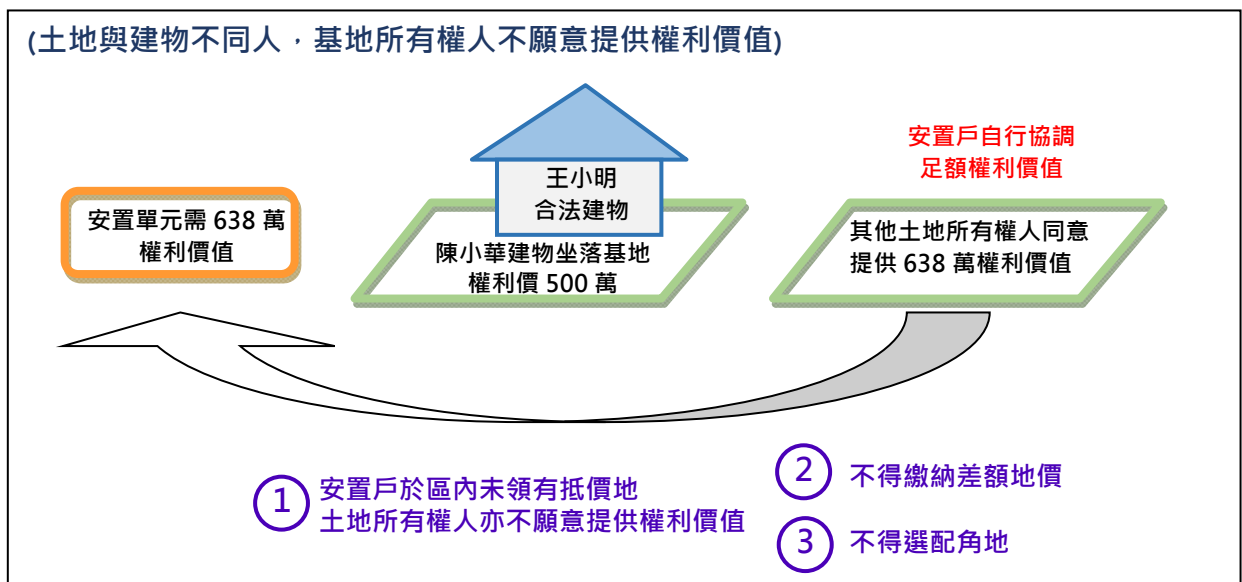 (土地與建物不同人，基地所有權人不願意提供權利價值)
安置單元需 638 萬
權利價值
王小明
合法建物
陳小華建物坐落基地
權利價 500 萬
安置戶自行協調
足額權利價值
其他土地所有權人同意
提供 638 萬權利價值
1
安置戶於區內未領有抵價地
土地所有權人亦不願意提供權利價值
2 不得繳納差額地價
3 不得選配角地